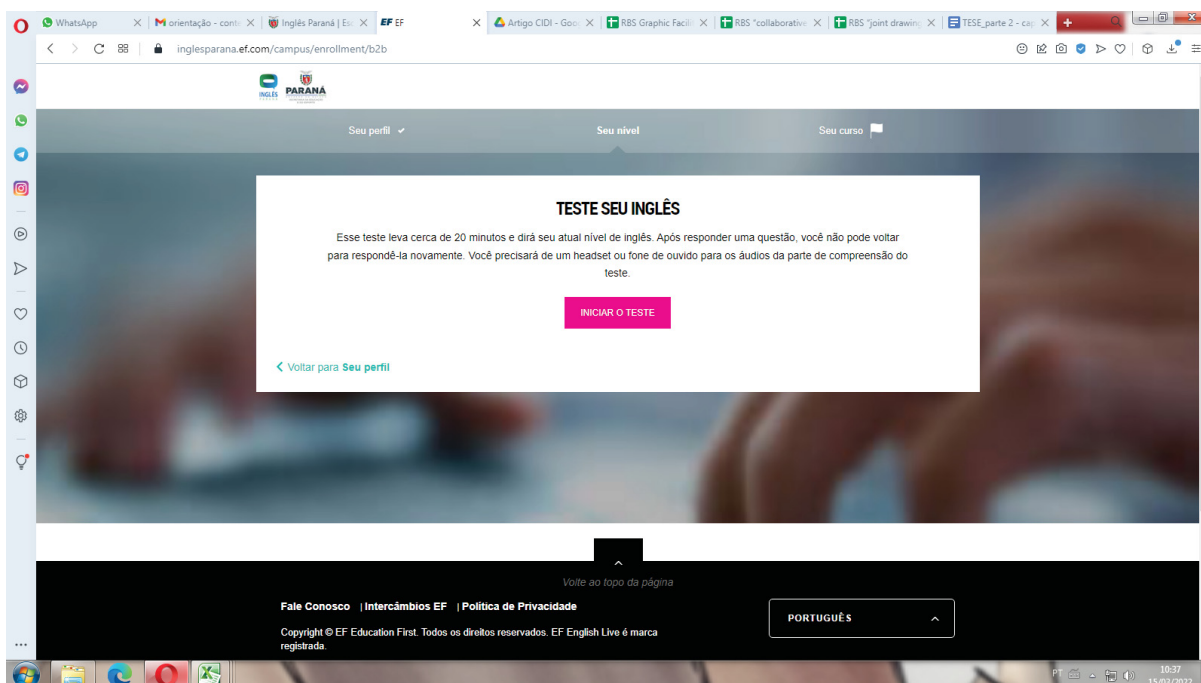 WhatsApp
M orientação - conte
Inglês Paraná | Esc
EF EF
Artigo CIDI - Goo
RBS Graphic Facili
RBS "collaborative
RBS "joint drawing
TESE_parte 2 - cap
inglesparana.ef.com/campus/enrollment/b2b
INGLÊS
PARANÁ
Seu perfil
Seu nível
Seu curso
TESTE SEU INGLÊS
Esse teste leva cerca de 20 minutos e dirá seu atual nível de inglês. Após responder uma questão, você não pode voltar
para respondê-la novamente. Você precisará de um headset ou fone de ouvido para os áudios da parte de compreensão do
teste.
INICIAR O TESTE
Voltar para Seu perfil
Volte ao topo da página
Fale Conosco | Intercâmbios EF | Política de Privacidade
PORTUGUÊS
Copyright © EF Education First. Todos os direitos reservados. EF English Live é marca
registrada.
PT
10:37
15/02/2022